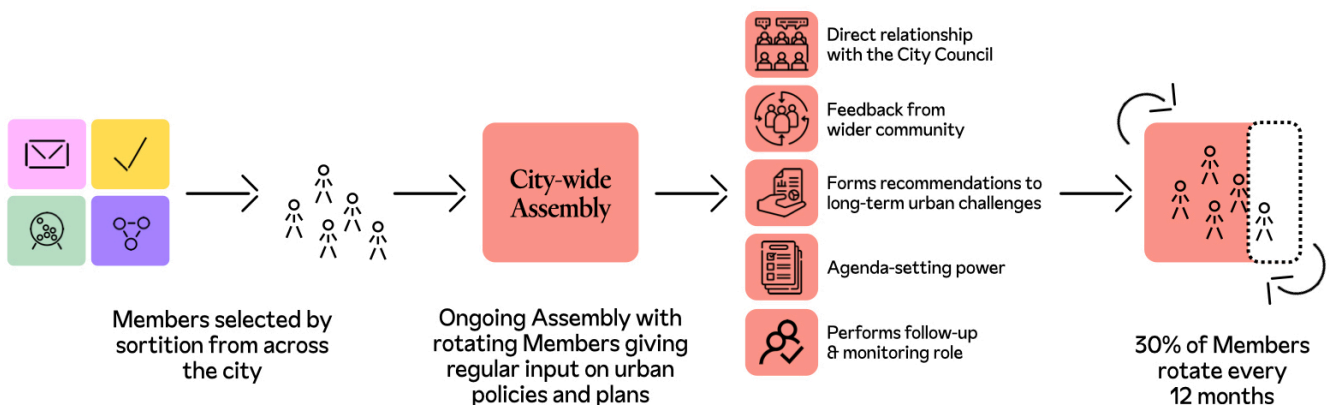 Members selected by
sortition from across
the city
City-wide
Assembly
Ongoing Assembly with
rotating Members giving
regular input on urban
policies and plans
Direct relationship
with the City Council
Feedback from
wider community
Forms recommendations to
long-term urban challenges
Agenda-setting power
Performs follow-up
& monitoring role
30% of Members
rotate every
12 months